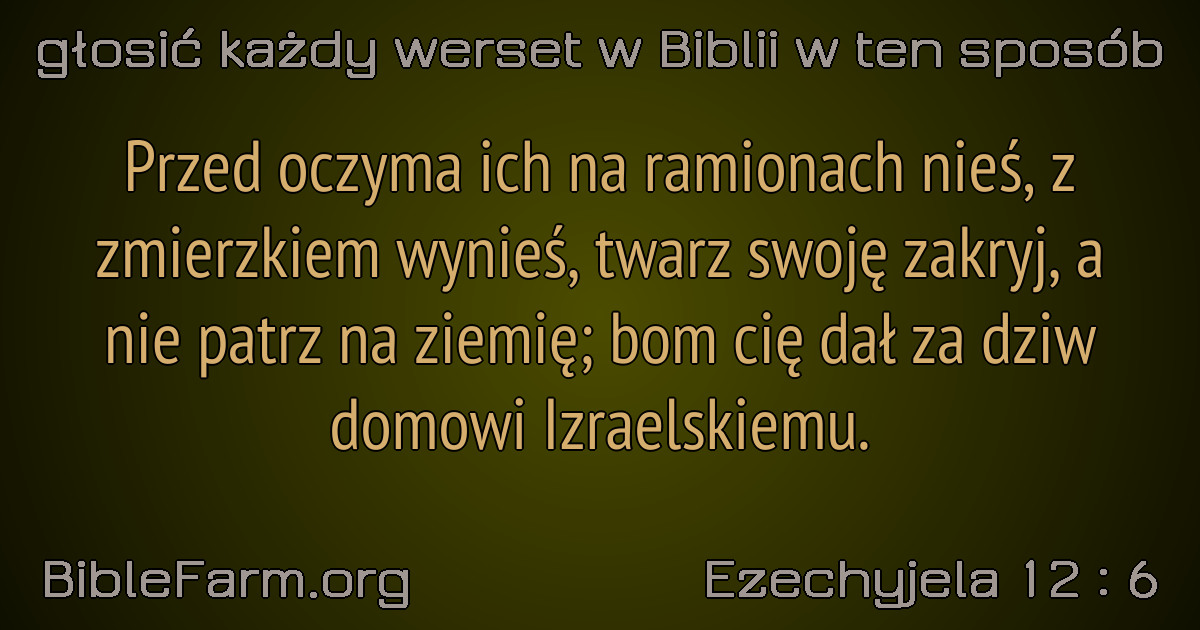 głosić każdy werset w Biblii w ten sposób
Przed oczyma ich na ramionach nieś, z
zmierzkiem wynieś, twarz swoję zakryj, a
nie patrz na ziemię; bom cię dał za dziw
domowi Izraelskiemu.
BibleFarm.org
Ezechyjela 12 : 6